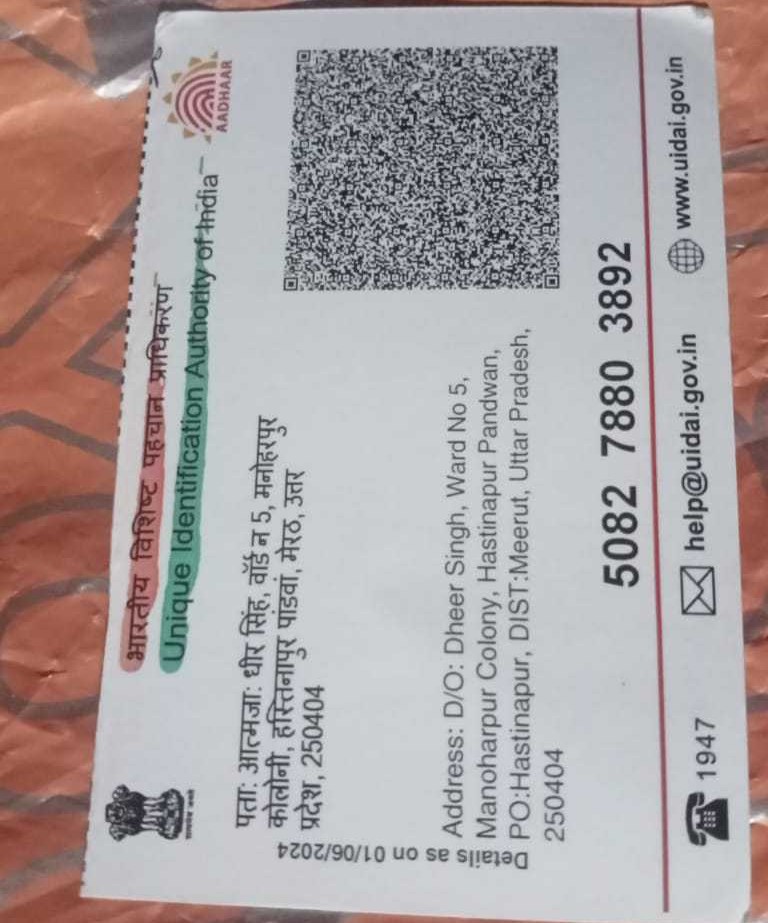 भारतीय विशिष्ट पहचान प्राधिकरण
Unique Identification Authority of India
AADHAAR
सत्यमेव जयते
पता: आत्मजा: धीर सिंह, वॉर्ड न 5, मनोहरपुर
कोलोनी, हस्तिनापुर पांडवां, मेरठ, उत्तर
प्रदेश, 250404
Address: D/O: Dheer Singh, Ward No 5,
Manoharpur Colony, Hastinapur Pandwan,
PO:Hastinapur, DIST:Meerut, Uttar Pradesh,
250404
Details as on 01/06/2024
5082 7880 3892
1947
help@uidai.gov.in
www.uidai.gov.in